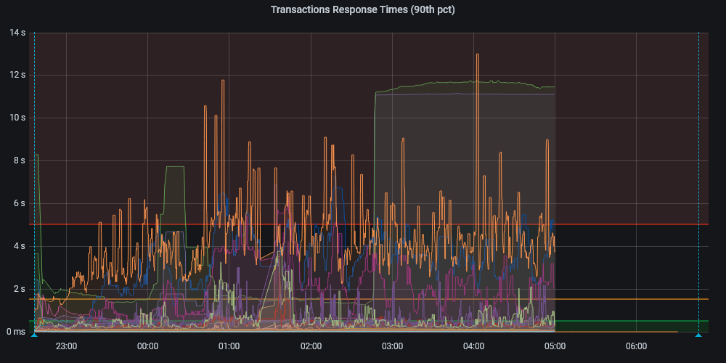 Transactions Response Times (90th pct)
14 s
12 s
10 s
8 s
6 s
4 s
2 s
0 ms
23:00 00:00 01:00 02:00 03:00 04:00 05:00 06:00